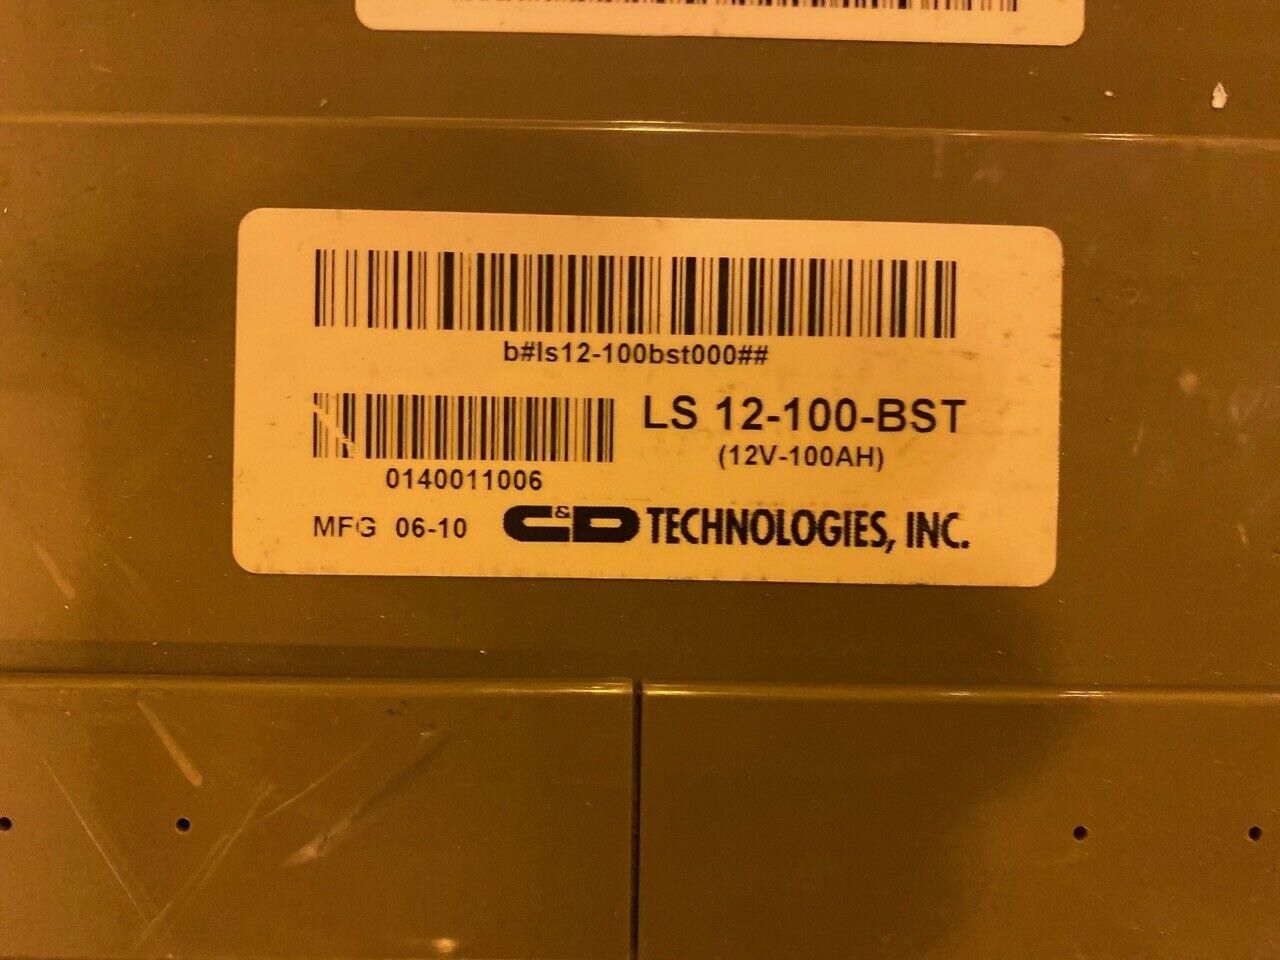 b#ls12-100bst000##
LS 12-100-BST
(12V-100AH)
0140011006
MFG 06-10 C&D TECHNOLOGIES, INC.